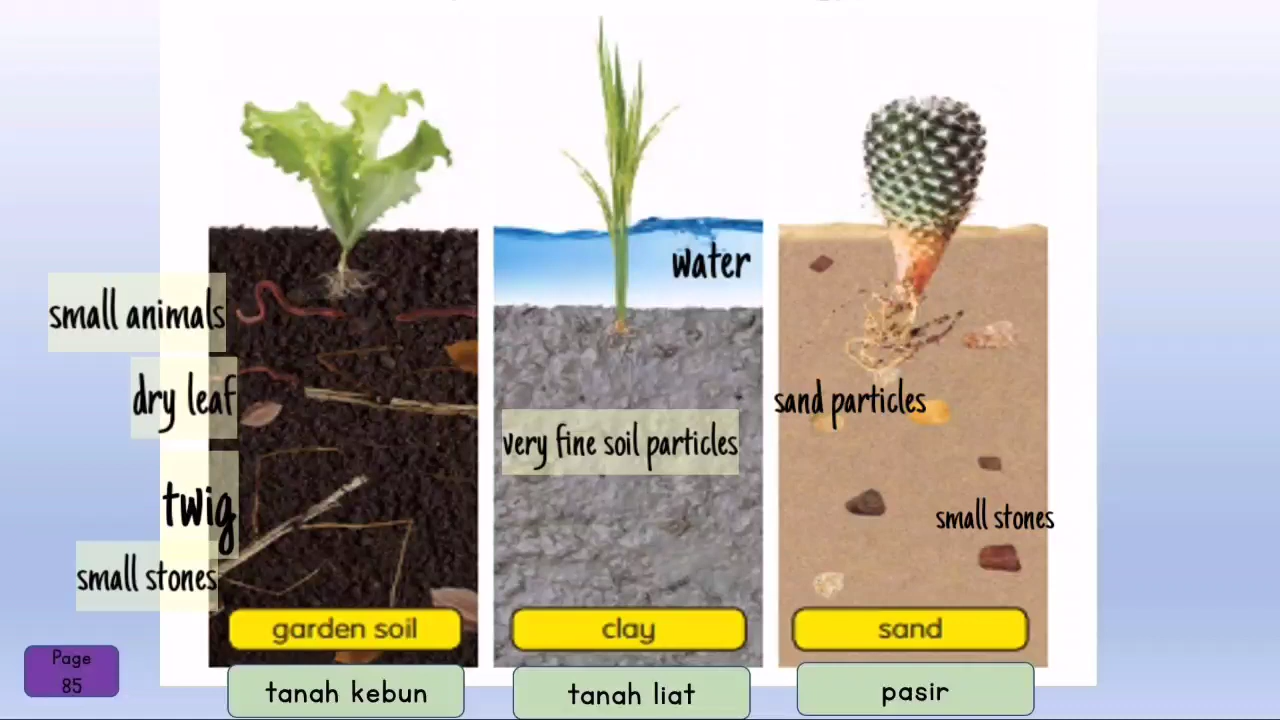 small animals
dry leaf
twig
small stones
garden soil
tanah kebun
water
very fine soil particles
clay
tanah liat
sand particles
small stones
sand
pasir
Page
85